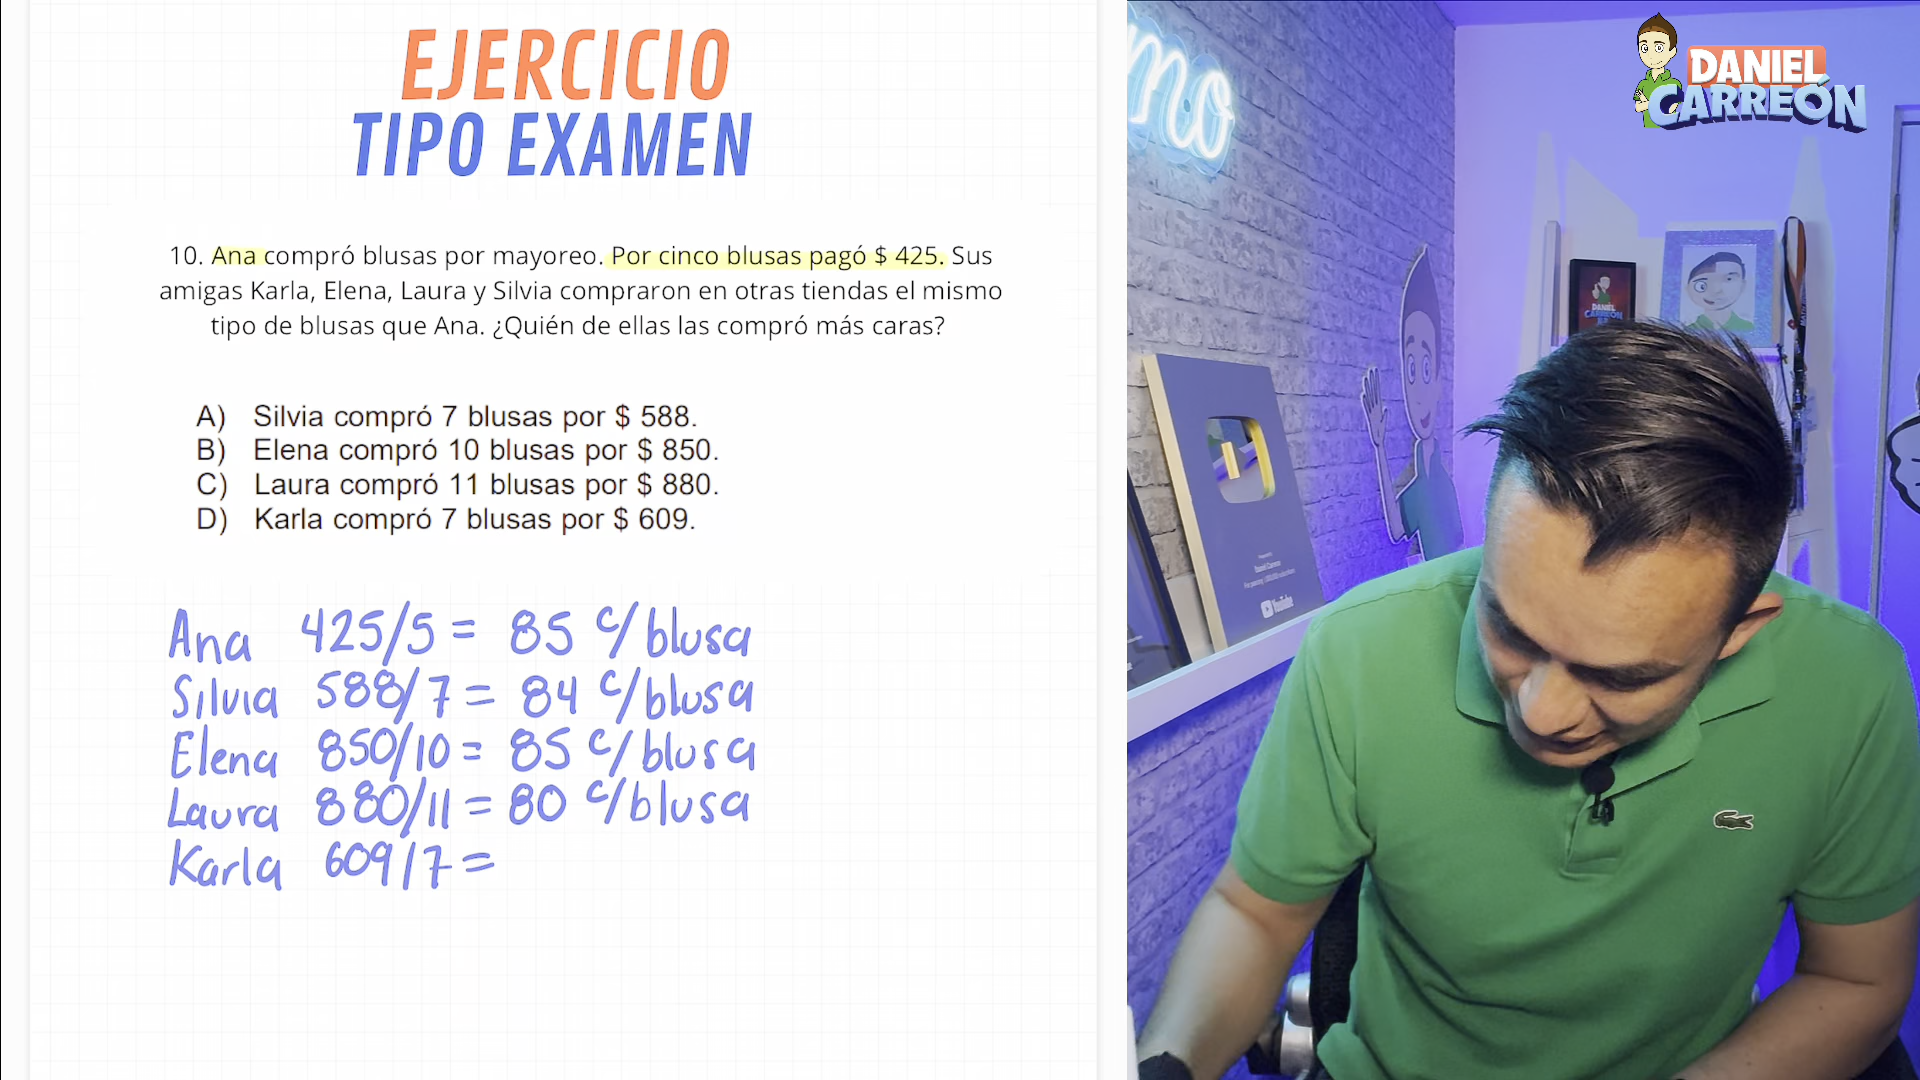 EJERCICIO
TIPO EXAMEN
10. Ana compró blusas por mayoreo. Por cinco blusas pagó $ 425. Sus
amigas Karla, Elena, Laura y Silvia compraron en otras tiendas el mismo
tipo de blusas que Ana. ¿Quién de ellas las compró más caras?
A) Silvia compró 7 blusas por $ 588.
B) Elena compró 10 blusas por $ 850.
C) Laura compró 11 blusas por $ 880.
D) Karla compró 7 blusas por $ 609.
Ana 425/5 = 85 c/blusa
Silvia 588/7 = 84 c/blusa
Elena 850/10 = 85 c/blusa
Laura 880/11 = 80 c/blusa
Karla 609/7 =
mo
DANIEL
CARREÓN
DANIEL
CARREÓN
YouTube